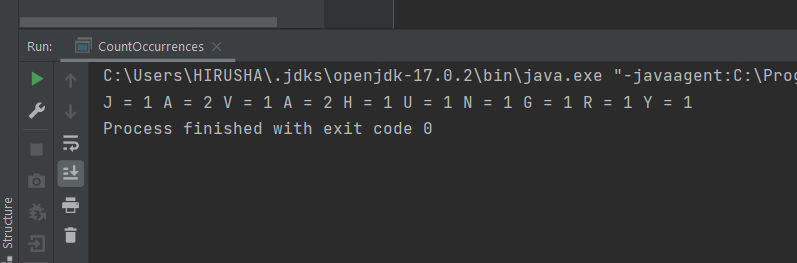 Run: CountOccurrences
C:\Users\HIRUSHA\.jdks\openjdk-17.0.2\bin\java.exe "-javaagent:C:\Prog
J = 1 A = 2 V = 1 A = 2 H = 1 U = 1 N = 1 G = 1 R = 1 Y = 1
Process finished with exit code 0
Structure